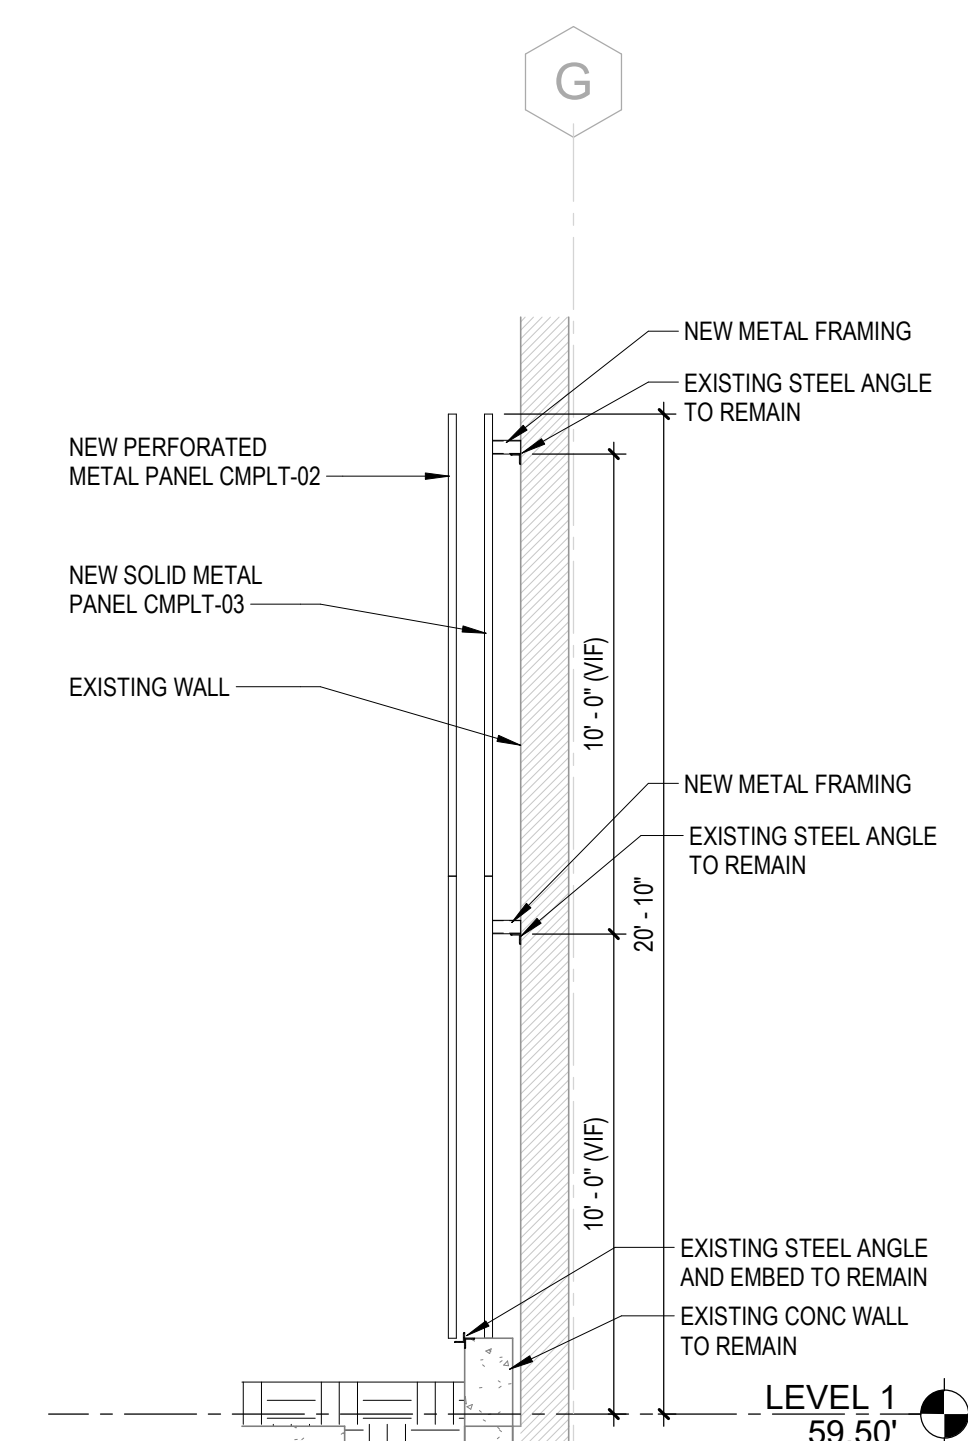 G
NEW METAL FRAMING
EXISTING STEEL ANGLE
TO REMAIN
NEW PERFORATED
METAL PANEL CMPLT-02
NEW SOLID METAL
PANEL CMPLT-03
EXISTING WALL
10' - 0" (VIF)
NEW METAL FRAMING
EXISTING STEEL ANGLE
TO REMAIN
20' - 10"
10' - 0" (VIF)
EXISTING STEEL ANGLE
AND EMBED TO REMAIN
EXISTING CONC WALL
TO REMAIN
LEVEL 1
59.50'